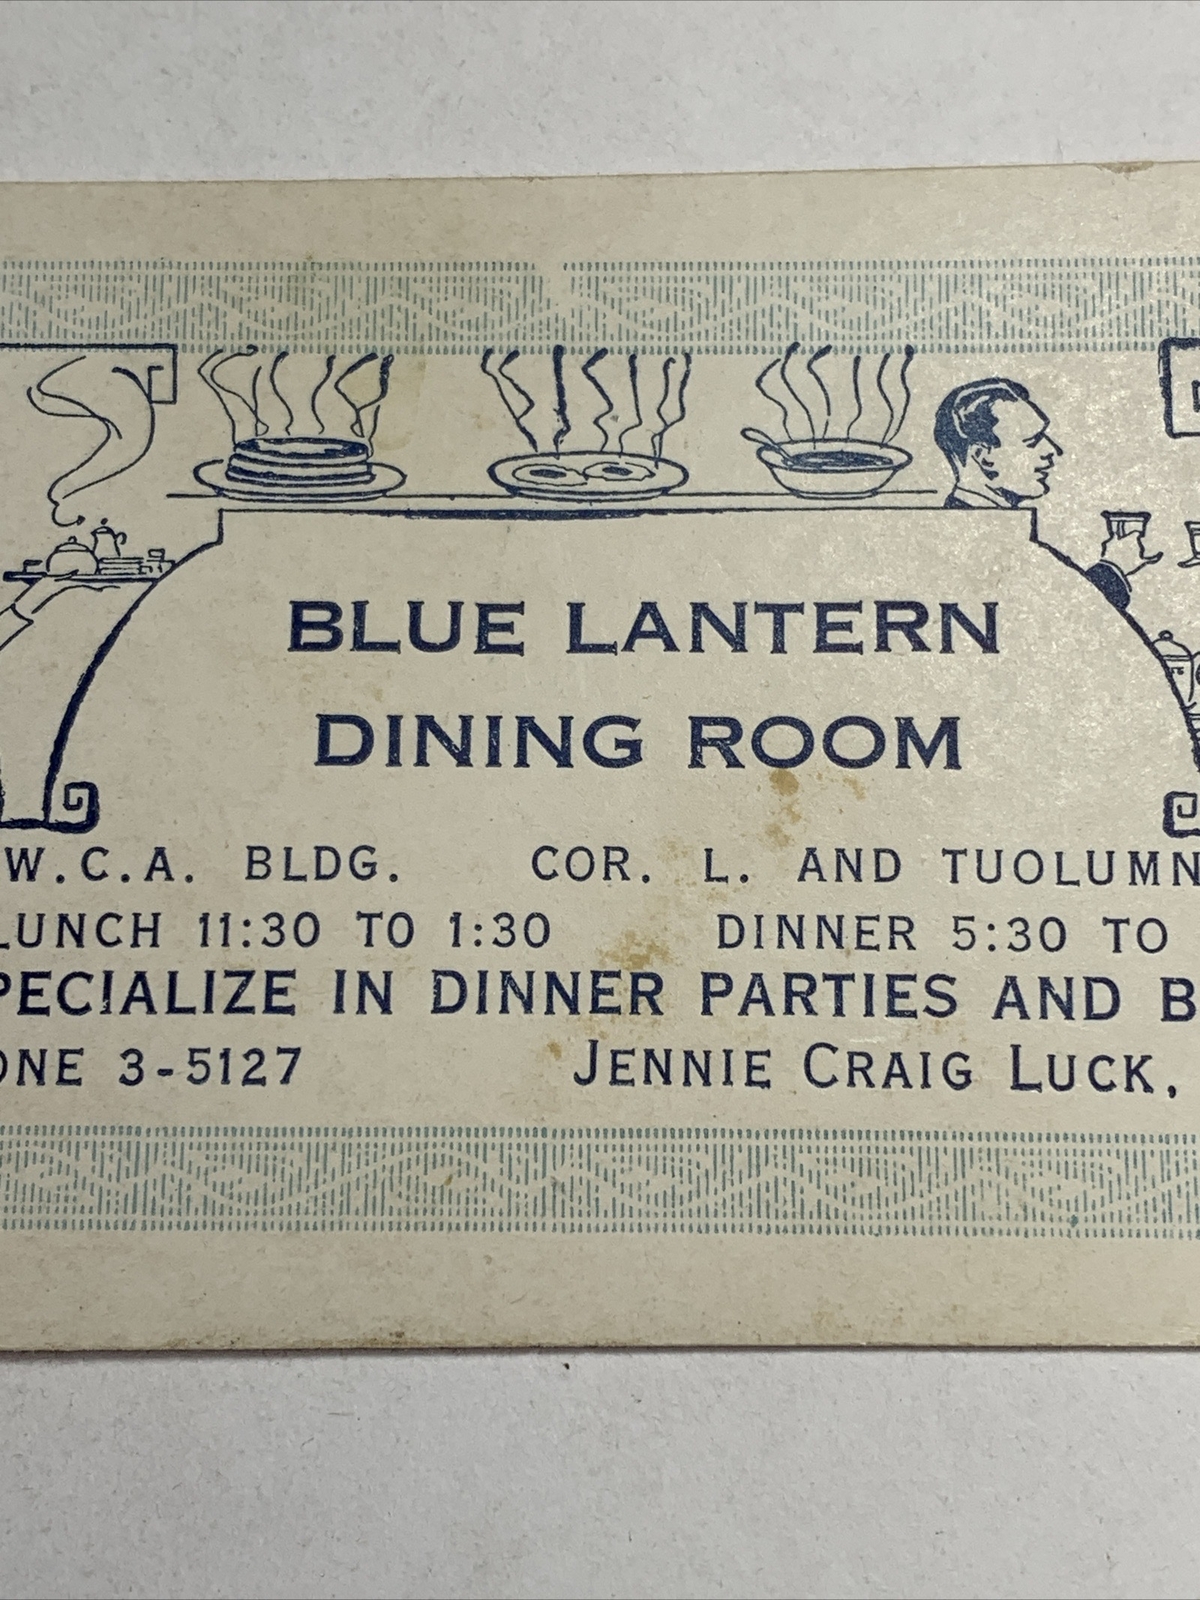 BLUE LANTERN
DINING ROOM
W.C.A. BLDG. COR. L. AND TUOLUMN
LUNCH 11:30 TO 1:30 DINNER 5:30 TO
PECIALIZE IN DINNER PARTIES AND B
ONE 3-5127 JENNIE CRAIG LUCK,